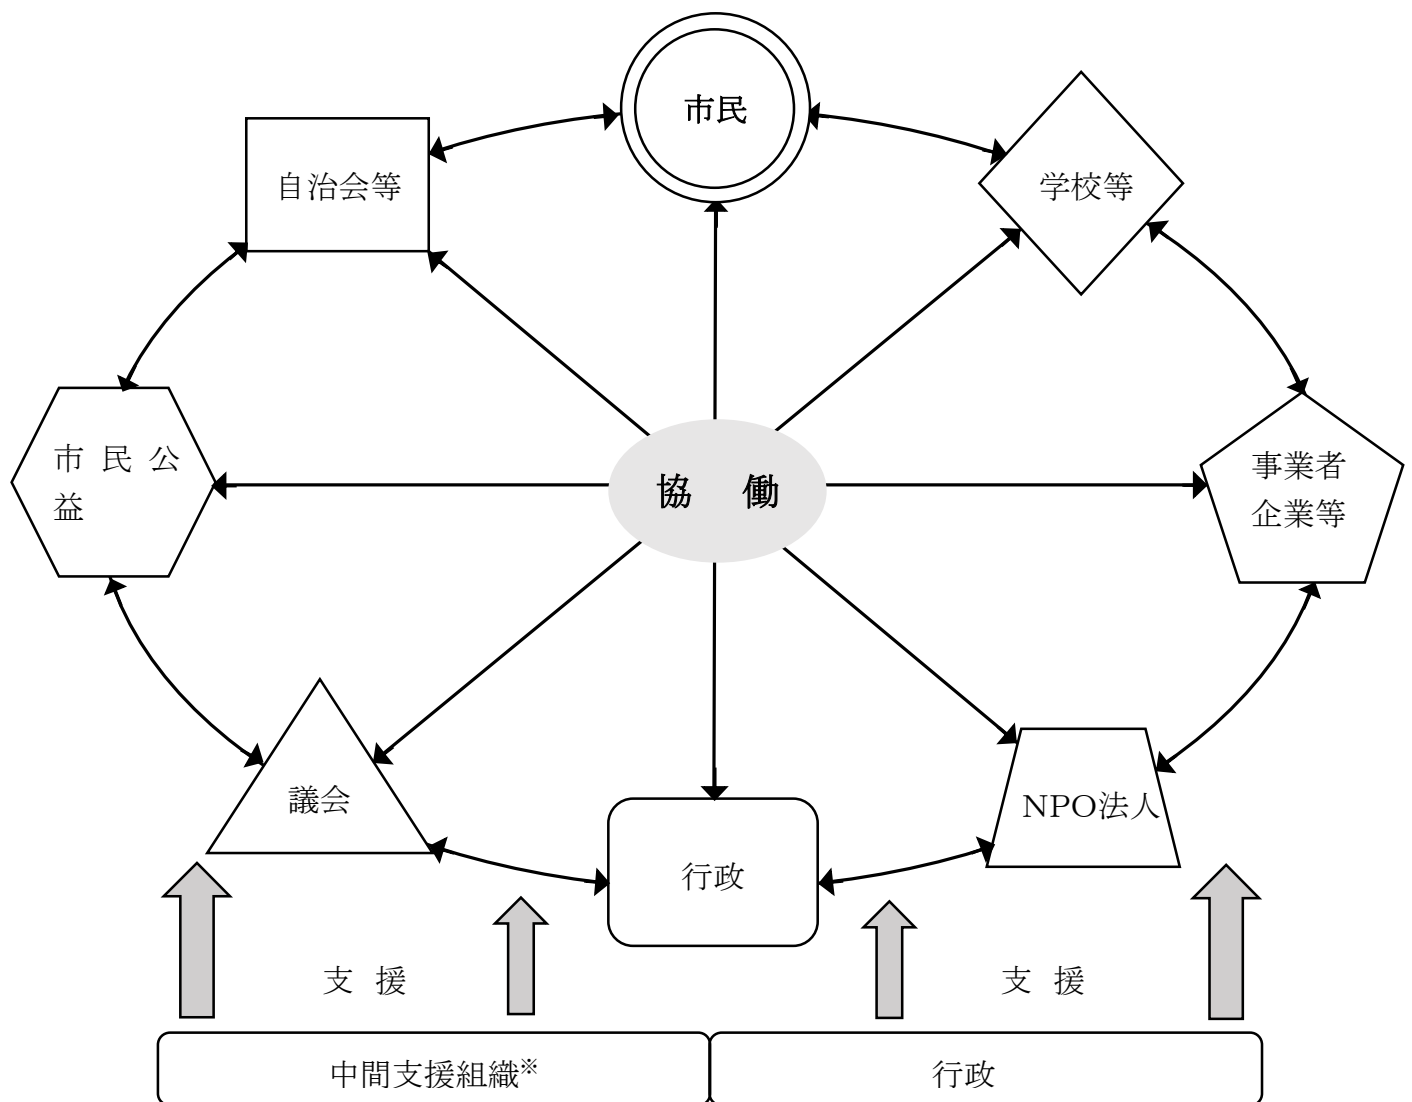 市民
自治会等
学校等
市 民 公
益
協 働
事業者
企業等
議会
NPO法人
行政
支 援
支 援
中間支援組織※
行政